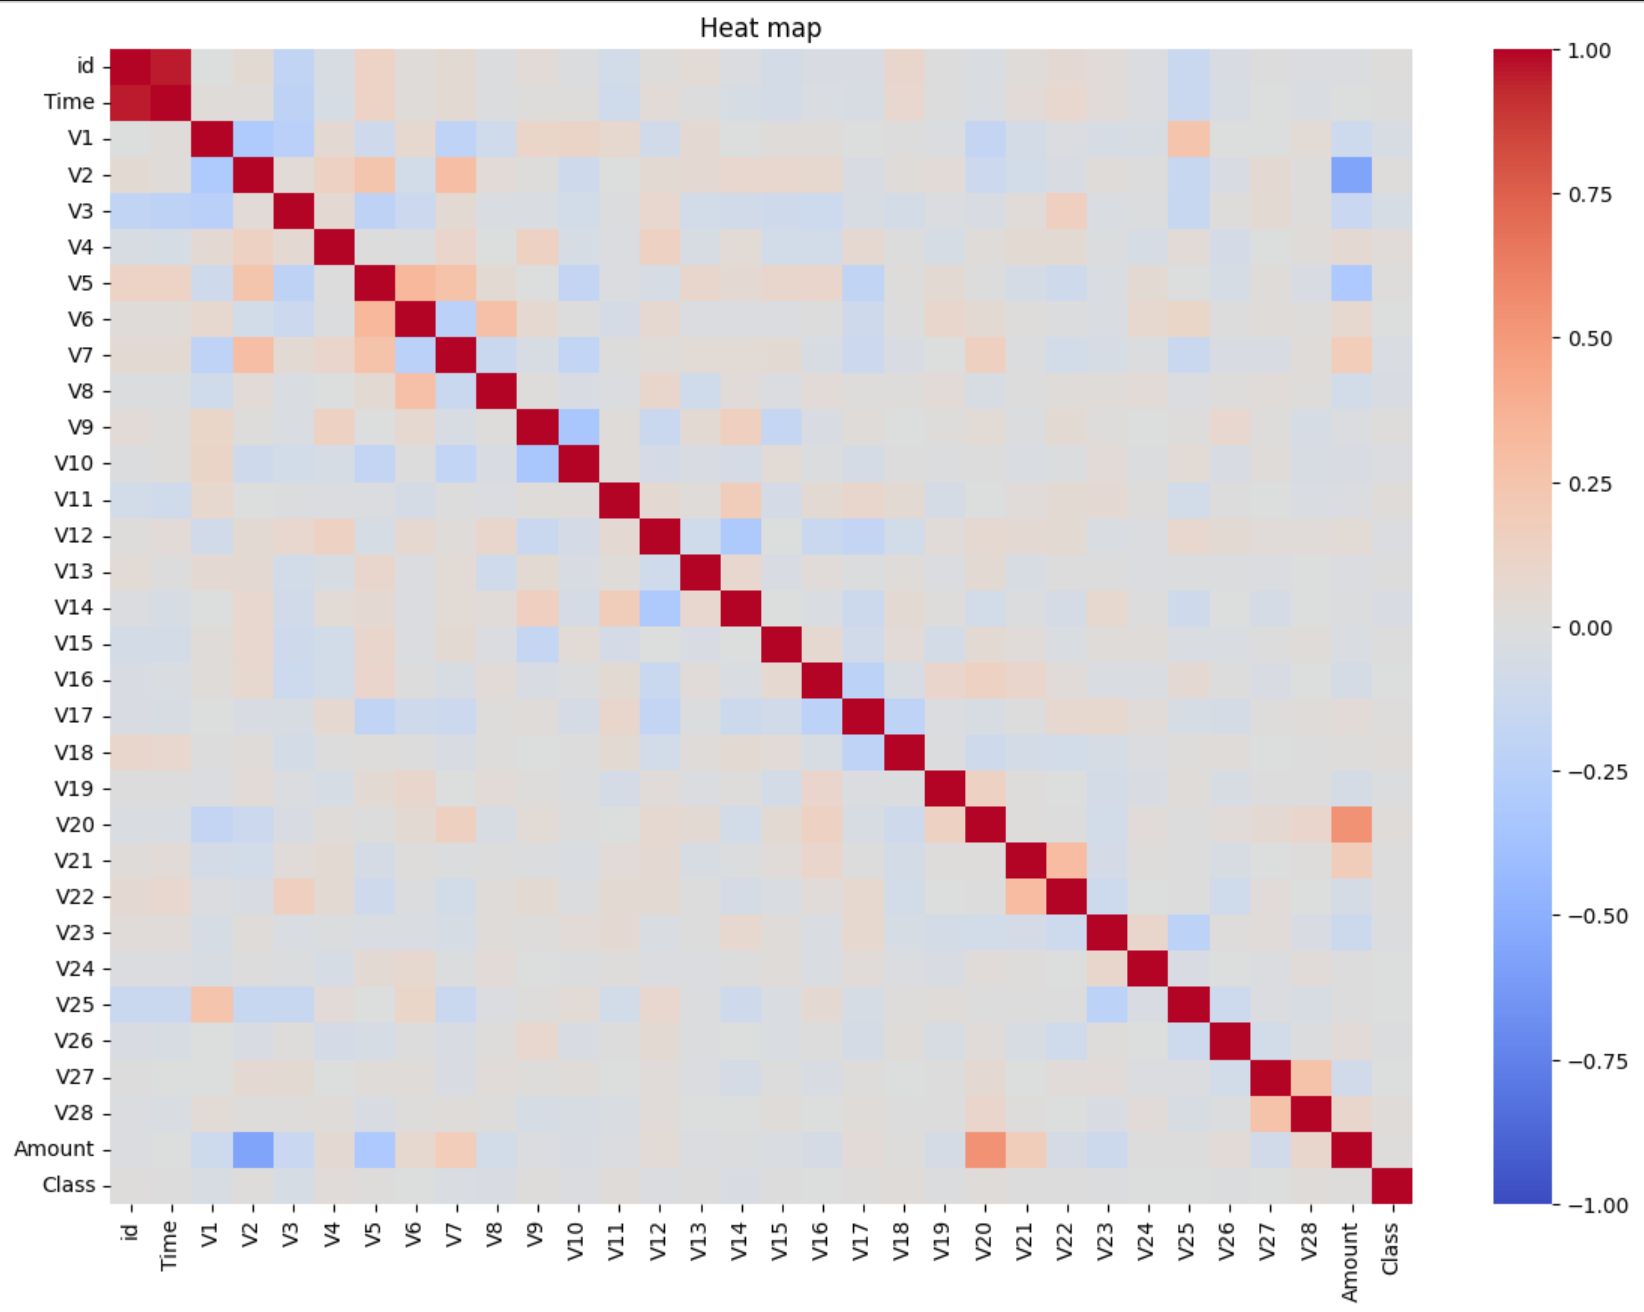 Heat map
id
Time
V1
V2
V3
V4
V5
V6
V7
V8
V9
V10
V11
V12
V13
V14
V15
V16
V17
V18
V19
V20
V21
V22
V23
V24
V25
V26
V27
V28
Amount
Class
id
Time
V1
V2
V3
V4
V5
V6
V7
V8
V9
V10
V11
V12
V13
V14
V15
V16
V17
V18
V19
V20
V21
V22
V23
V24
V25
V26
V27
V28
Amount
Class
1.00
0.75
0.50
0.25
0.00
−0.25
−0.50
−0.75
−1.00